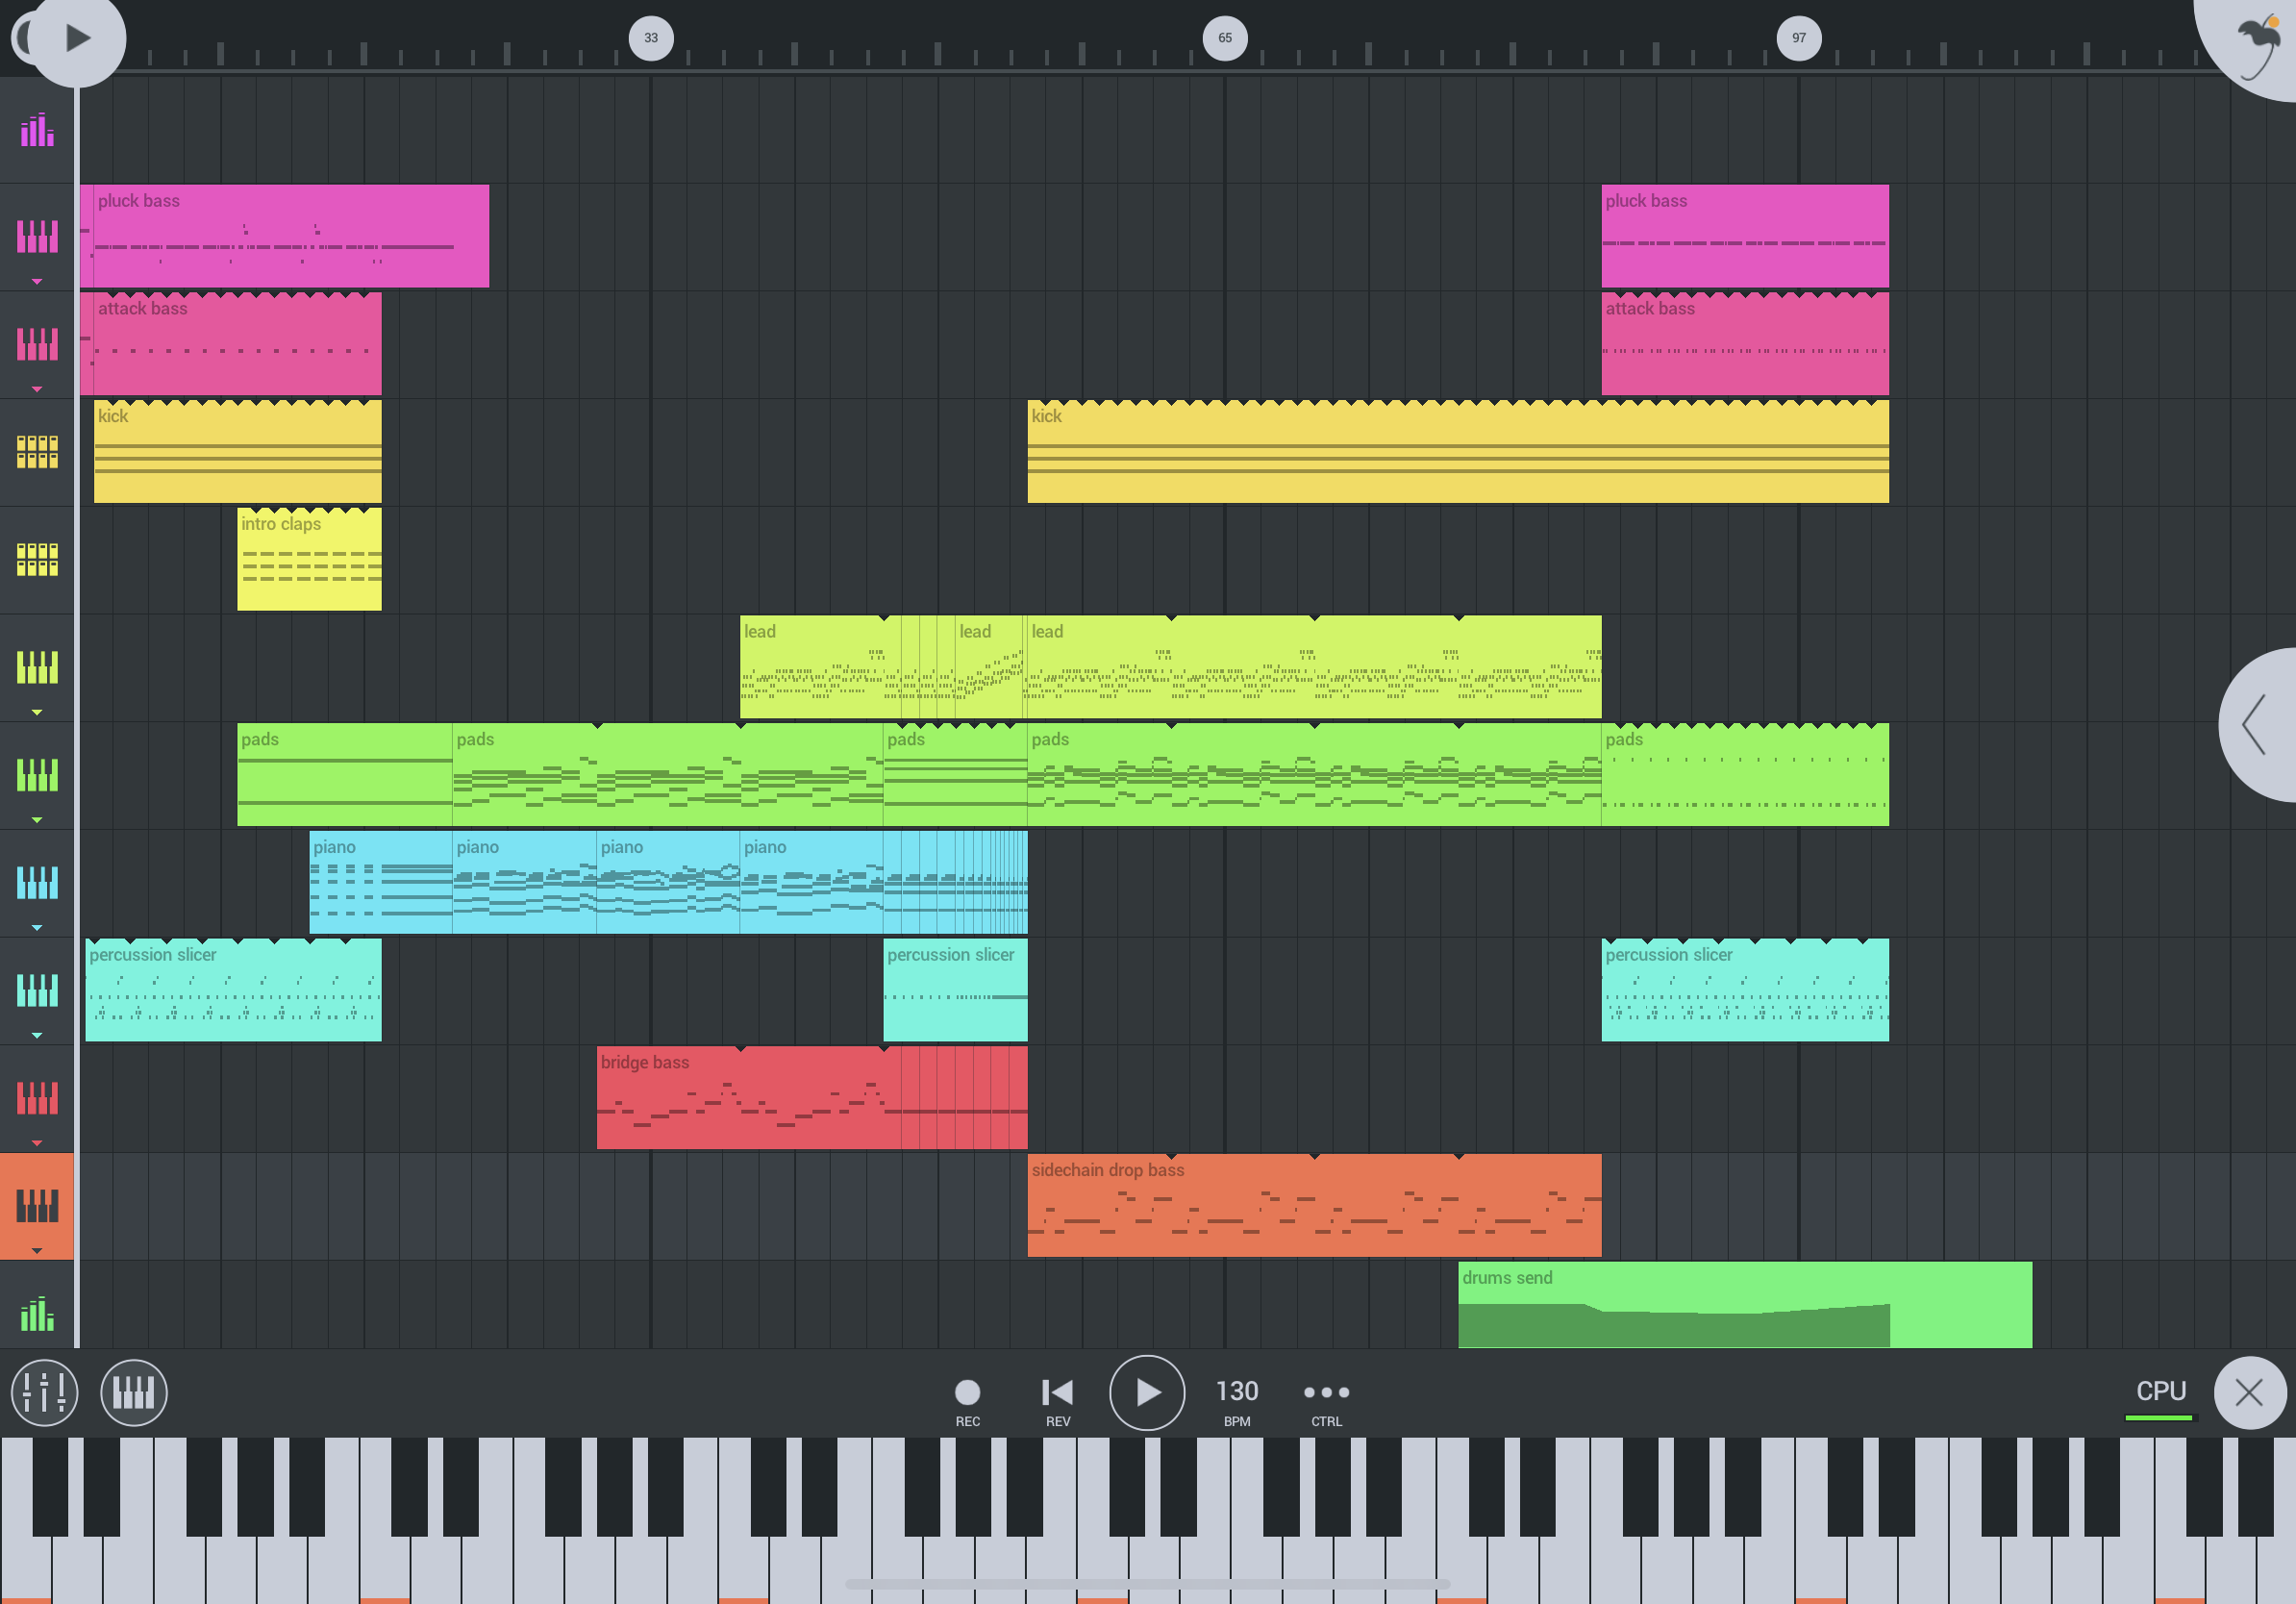 33
65
97
pluck bass
pluck bass
attack bass
attack bass
kick
kick
intro claps
lead
lead
lead
pads
pads
pads
pads
pads
piano
piano
piano
piano
percussion slicer
percussion slicer
percussion slicer
bridge bass
sidechain drop bass
drums send
130
CPU
REC
REV
BPM
CTRL